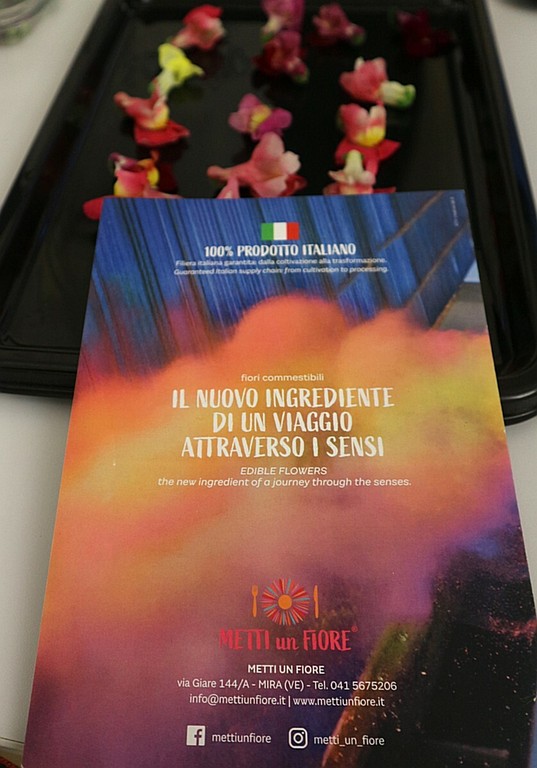 100% PRODOTTO ITALIANO
Filiera italiana garantita: dalla coltivazione alla trasformazione.
Guaranteed Italian supply chain: from cultivation to processing.
fiori commestibili
IL NUOVO INGREDIENTE
DI UN VIAGGIO
ATTRAVERSO I SENSI
EDIBLE FLOWERS
the new ingredient of a journey through the senses.
METTI un FIORE®
METTI UN FIORE
via Giare 144/A - MIRA (VE) - Tel. 041 5675206
info@mettiunfiore.it | www.mettiunfiore.it
mettiunfiore
metti_un_fiore